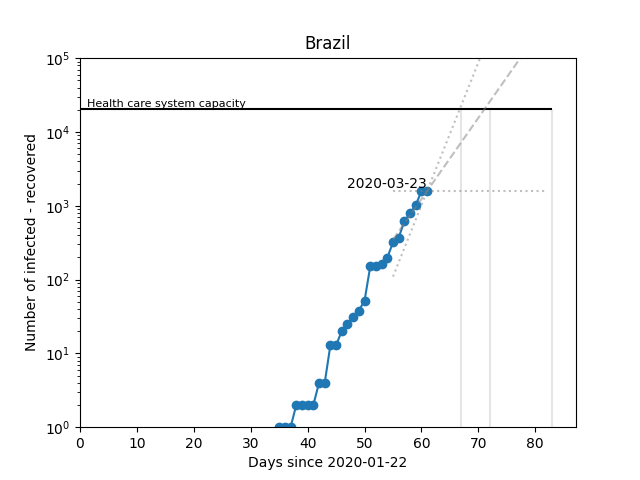 Brazil
Number of infected - recovered
10^5
10^4
10^3
10^2
10^1
10^0
Health care system capacity
2020-03-23
0 10 20 30 40 50 60 70 80
Days since 2020-01-22